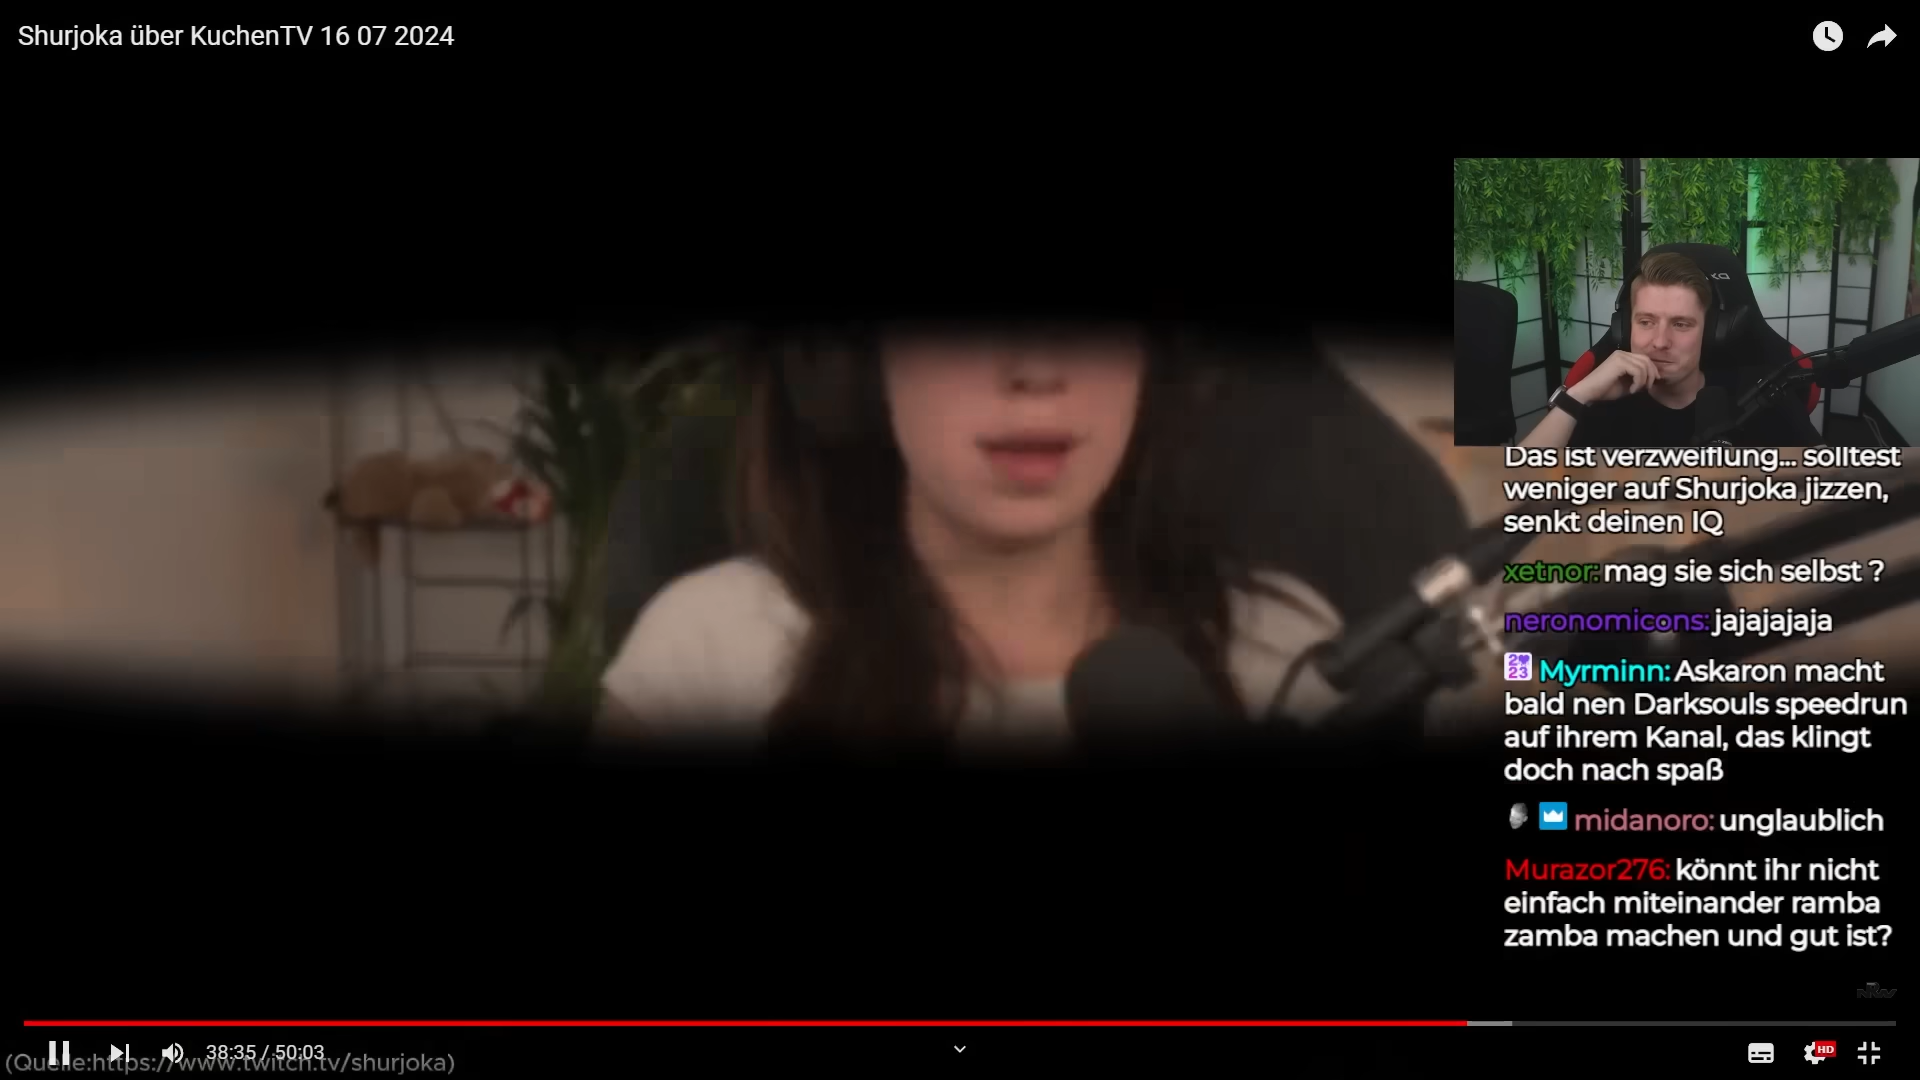 Shurjoka über KuchenTV 16 07 2024
Das ist verzweiflung... solltest
weniger auf Shurjoka jizzen,
senkt deinen IQ
xetnor: mag sie sich selbst ?
neronomicons: jajajajaja
2 23 Myrminn: Askaron macht
bald nen Darksouls speedrun
auf ihrem Kanal, das klingt
doch nach spaß
midanoro: unglaublich
Murazor276: könnt ihr nicht
einfach miteinander ramba
zamba machen und gut ist?
38:35 / 50:03
HD
(Quelle:https://www.twitch.tv/shurjoka)